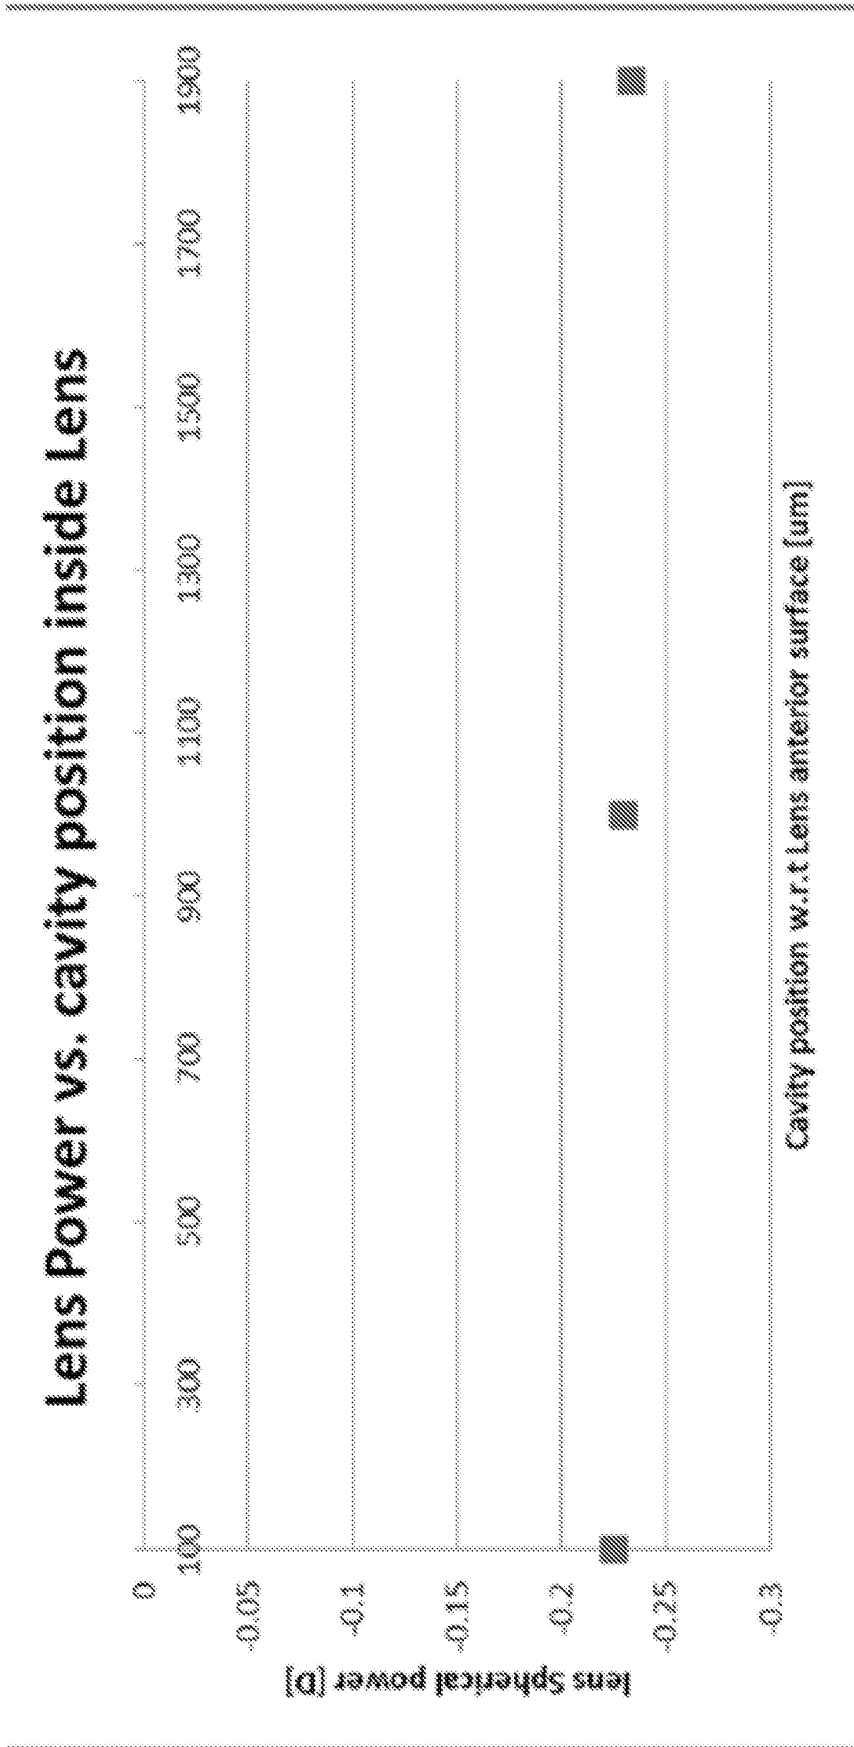 Lens Power vs. cavity position inside Lens
0
-0.05
-0.1
-0.15
-0.2
-0.25
-0.3
lens Spherical power [D]
100 300 500 700 900 1100 1300 1500 1700 1900
Cavity position w.r.t Lens anterior surface [um]